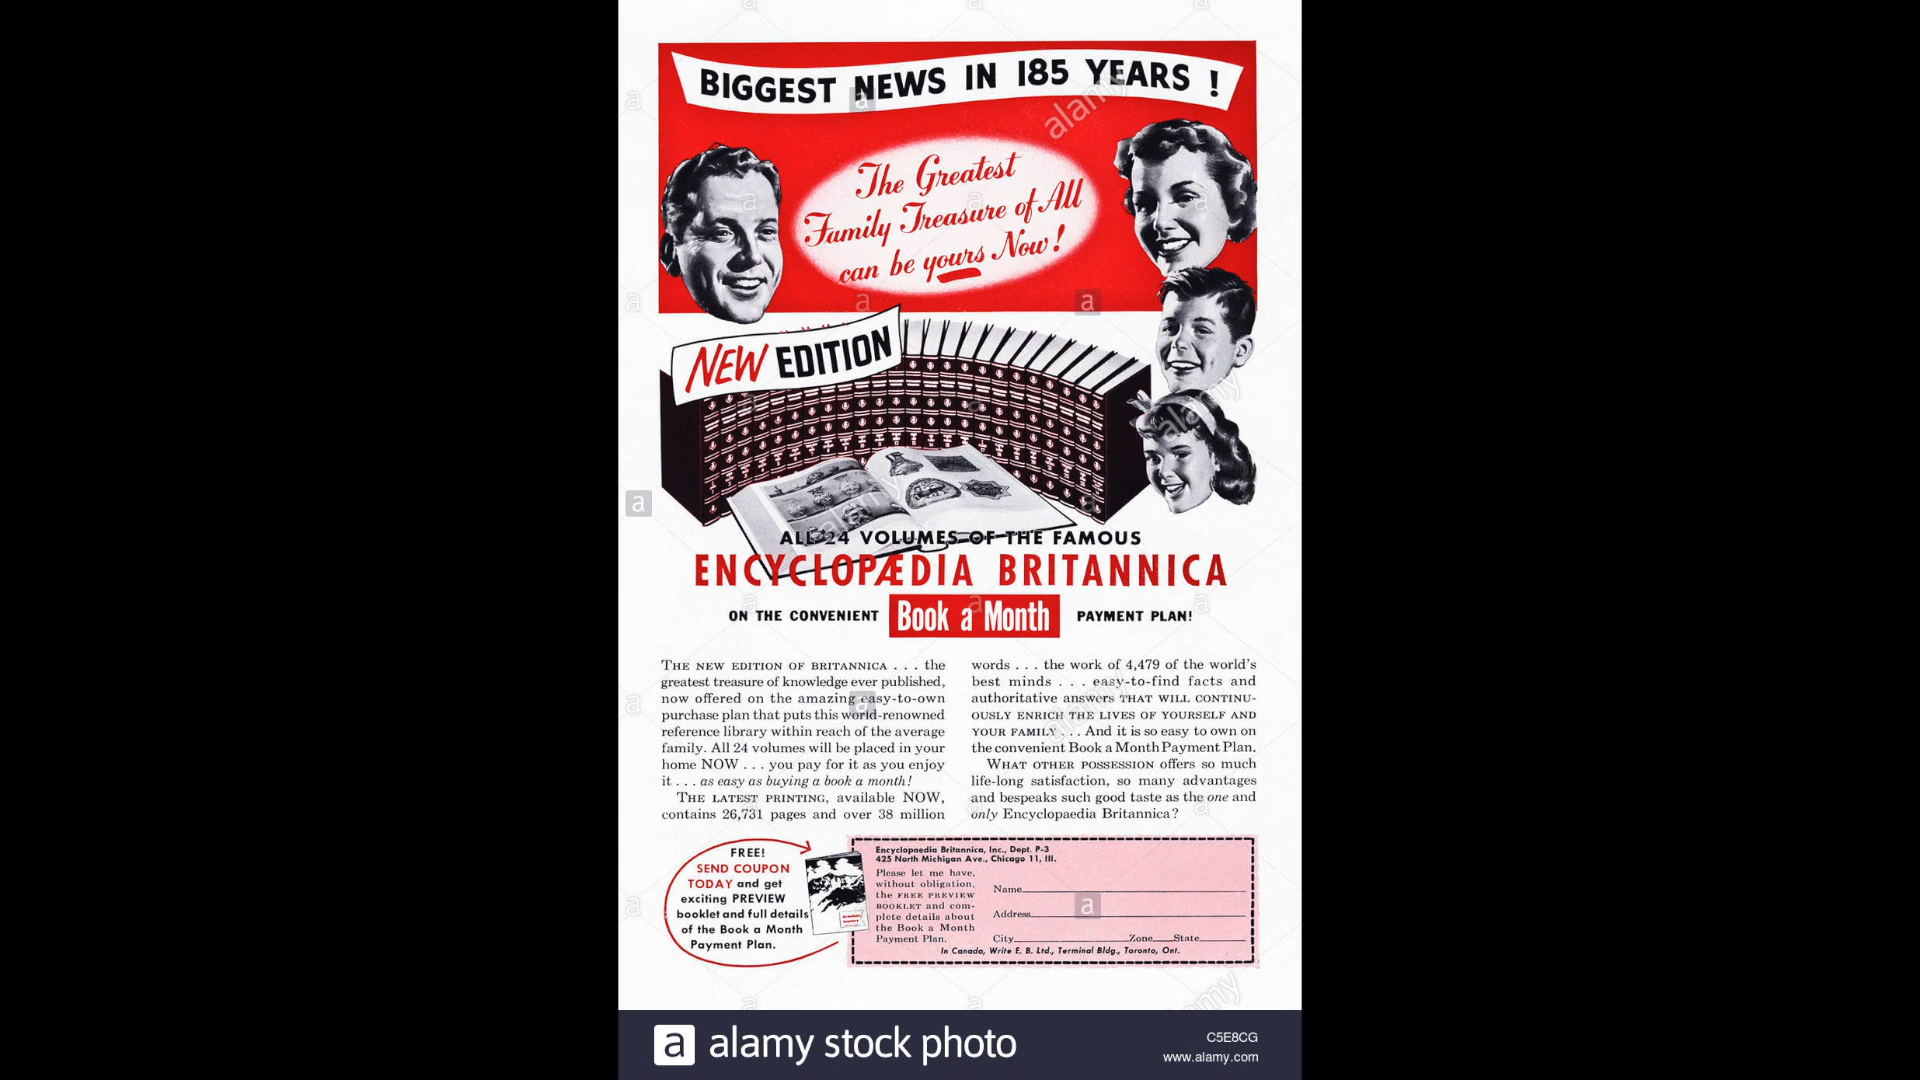 BIGGEST NEWS IN 185 YEARS !
The Greatest
Family Treasure of All
can be yours Now!
NEW EDITION
ALL 24 VOLUMES OF THE FAMOUS
ENCYCLOPÆDIA BRITANNICA
ON THE CONVENIENT Book a Month PAYMENT PLAN!
THE NEW EDITION OF BRITANNICA . . . the
greatest treasure of knowledge ever published,
now offered on the amazing easy-to-own
purchase plan that puts this world-renowned
reference library within reach of the average
family. All 24 volumes will be placed in your
home NOW . . . you pay for it as you enjoy
it . . . as easy as buying a book a month!
THE LATEST PRINTING, available NOW,
contains 26,731 pages and over 38 million
words . . . the work of 4,479 of the world's
best minds . . . easy-to-find facts and
authoritative answers THAT WILL CONTINU-
OUSLY ENRICH THE LIVES OF YOURSELF AND
YOUR FAMILY . . . And it is so easy to own on
the convenient Book a Month Payment Plan.
WHAT OTHER POSSESSION offers so much
life-long satisfaction, so many advantages
and bespeaks such good taste as the one and
only Encyclopaedia Britannica?
FREE!
SEND COUPON
TODAY and get
exciting PREVIEW
booklet and full details
of the Book a Month
Payment Plan.
Encyclopaedia Britannica, Inc., Dept. P-3
425 North Michigan Ave., Chicago 11, Ill.
Please let me have,
without obligation,
the FREE PREVIEW
BOOKLET and com-
plete details about
the Book a Month
Payment Plan.
Name
Address
City Zone State
In Canada, Write E. B. Ltd., Terminal Bldg., Toronto, Ont.
a alamy stock photo
C5E8CG
www.alamy.com